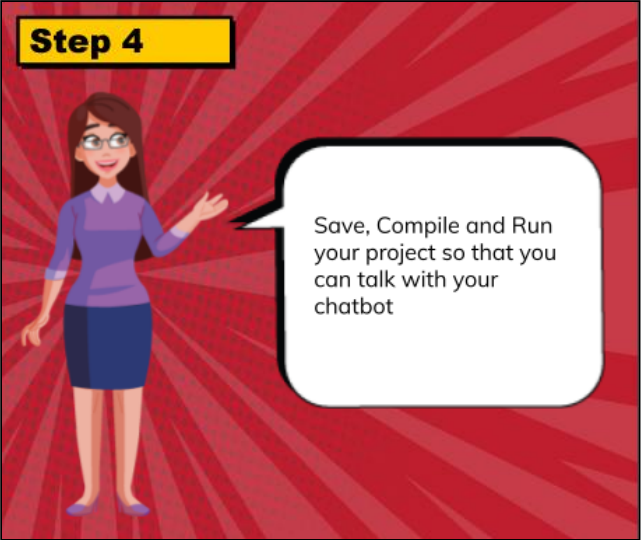 Step 4
Save, Compile and Run
your project so that you
can talk with your
chatbot